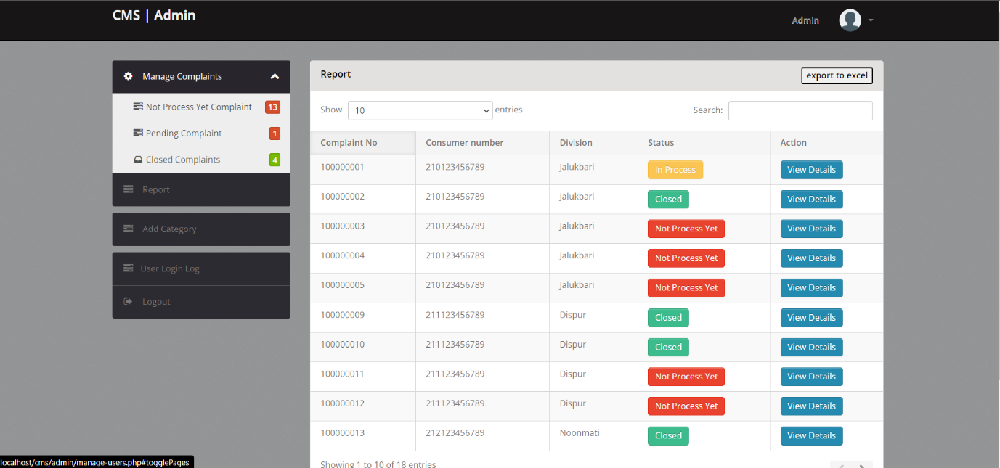 CMS | Admin
Admin
Manage Complaints
Not Process Yet Complaint 13
Pending Complaint 1
Closed Complaints 4
Report
Add Category
User Login Log
Logout
Report
export to excel
Show 10 entries
Search:
Complaint No Consumer number Division Status Action
100000001 210123456789 Jalukbari In Process View Details
100000002 210123456789 Jalukbari Closed View Details
100000003 210123456789 Jalukbari Not Process Yet View Details
100000004 210123456789 Jalukbari Not Process Yet View Details
100000005 210123456789 Jalukbari Not Process Yet View Details
100000009 211123456789 Dispur Closed View Details
100000010 211123456789 Dispur Closed View Details
100000011 211123456789 Dispur Not Process Yet View Details
100000012 211123456789 Dispur Not Process Yet View Details
100000013 212123456789 Noonmati Closed View Details
Showing 1 to 10 of 18 entries
localhost/cms/admin/manage-users.php#togglePages